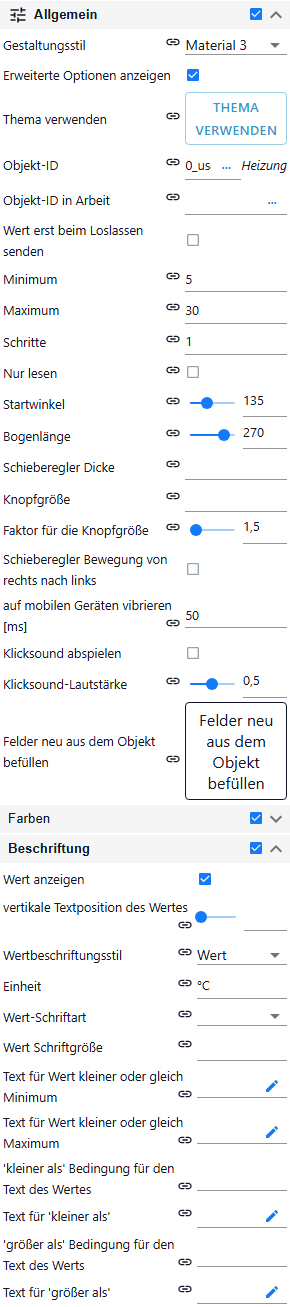 Allgemein
Gestaltungsstil Material 3
Erweiterte Optionen anzeigen
Thema verwenden THEMA
VERWENDEN
Objekt-ID 0_us ... Heizung
Objekt-ID in Arbeit ...
Wert erst beim Loslassen
senden
Minimum 5
Maximum 30
Schritte 1
Nur lesen
Startwinkel 135
Bogenlänge 270
Schieberegler Dicke
Knopfgröße
Faktor für die Knopfgröße 1,5
Schieberegler Bewegung von
rechts nach links
auf mobilen Geräten vibrieren
[ms] 50
Klicksound abspielen
Klicksound-Lautstärke 0,5
Felder neu aus dem Objekt
befüllen
Felder neu
aus dem
Objekt
befüllen
Farben
Beschriftung
Wert anzeigen
vertikale Textposition des Wertes
Wertbeschriftungsstil Wert
Einheit °C
Wert-Schriftart
Wert Schriftgröße
Text für Wert kleiner oder gleich
Minimum
Text für Wert kleiner oder gleich
Maximum
'kleiner als' Bedingung für den
Text des Wertes
Text für 'kleiner als'
'größer als' Bedingung für den
Text des Werts
Text für 'größer als'